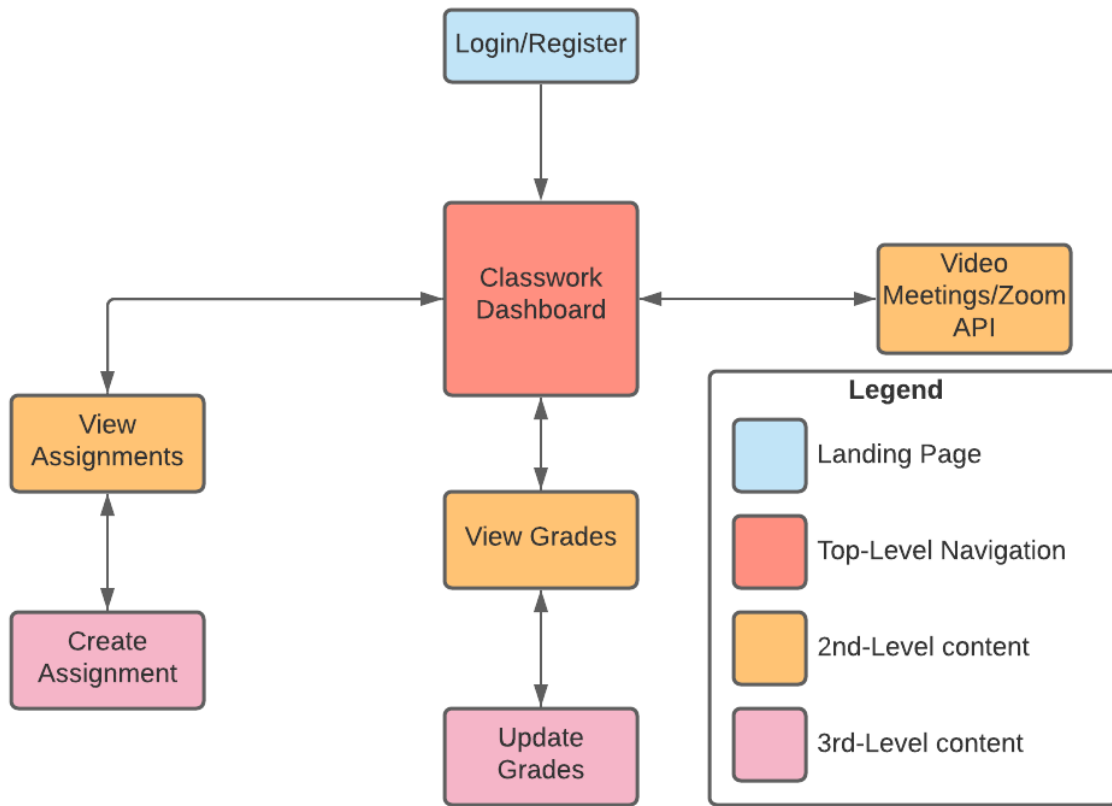 Login/Register
Classwork
Dashboard
Video
Meetings/Zoom
API
View
Assignments
View Grades
Create
Assignment
Update
Grades
Legend
Landing Page
Top-Level Navigation
2nd-Level content
3rd-Level content